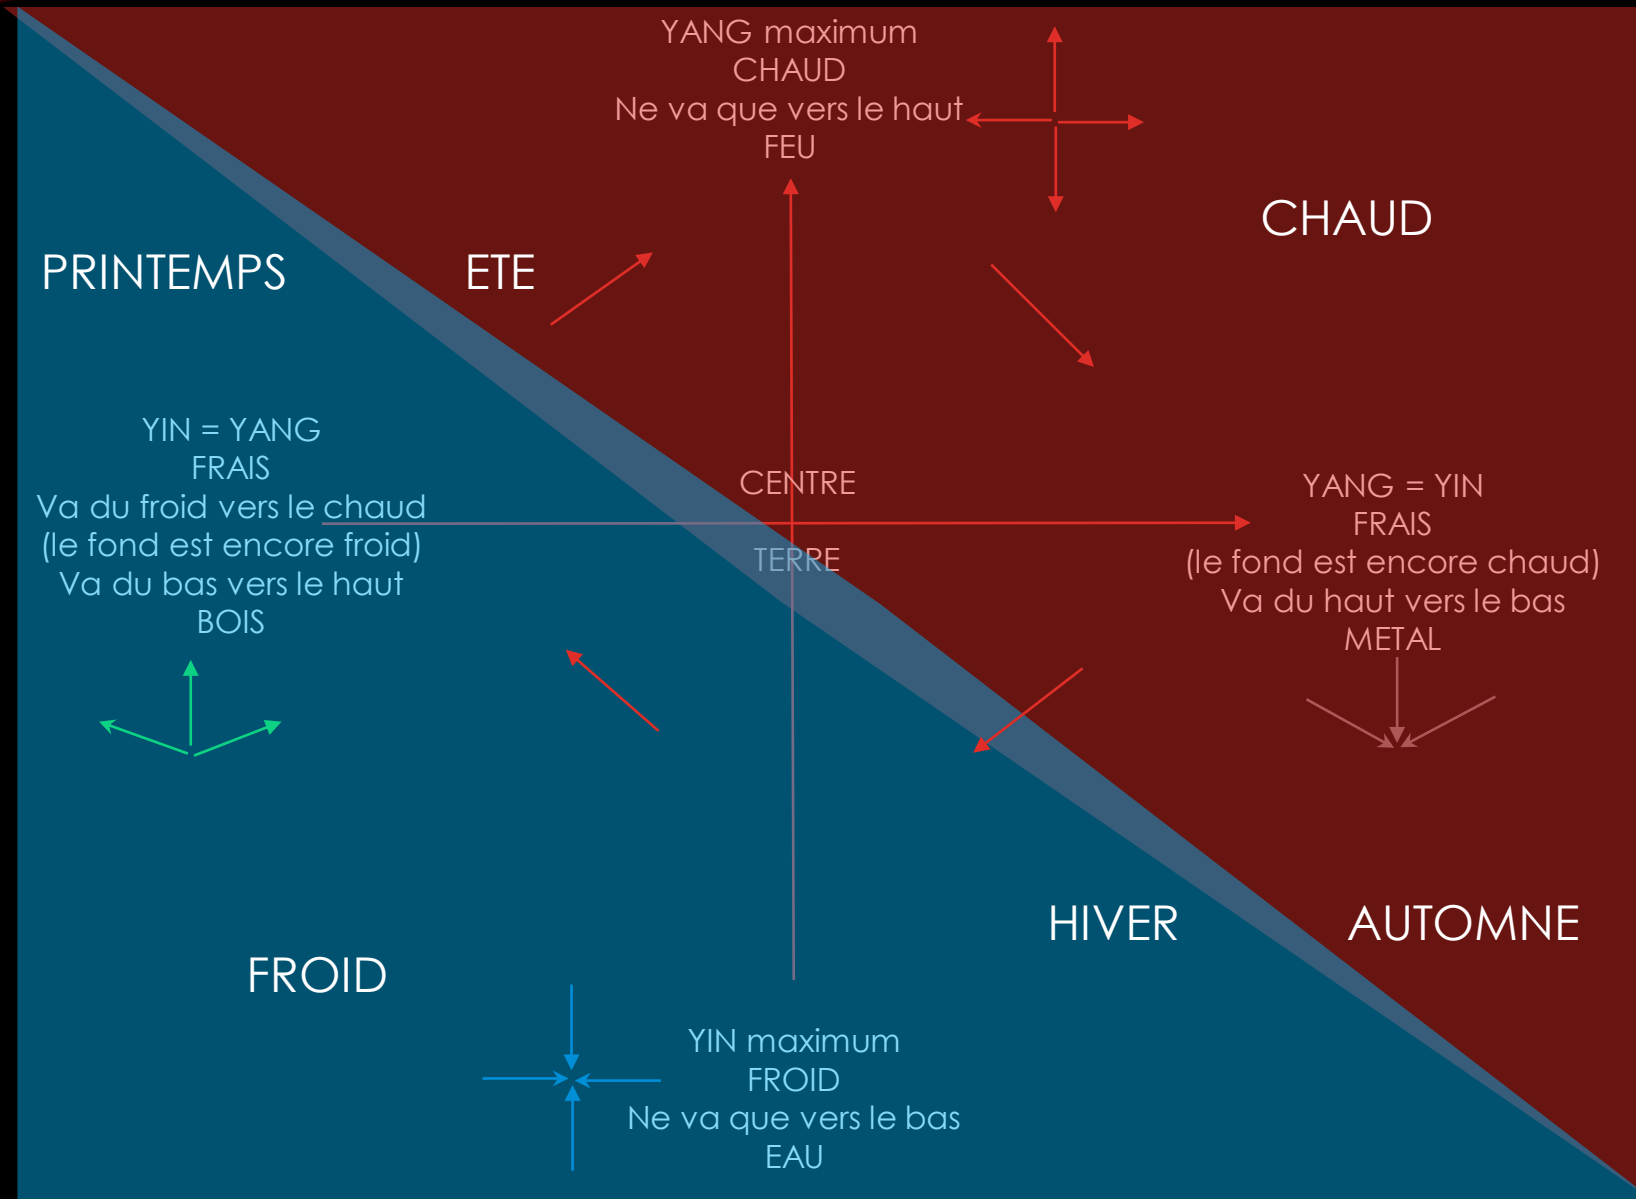 YANG maximum
CHAUD
Ne va que vers le haut
FEU
CHAUD
PRINTEMPS
ETE
YIN = YANG
FRAIS
Va du froid vers le chaud
(le fond est encore froid)
Va du bas vers le haut
BOIS
CENTRE
TERRE
YANG = YIN
FRAIS
(le fond est encore chaud)
Va du haut vers le bas
METAL
HIVER
AUTOMNE
FROID
YIN maximum
FROID
Ne va que vers le bas
EAU